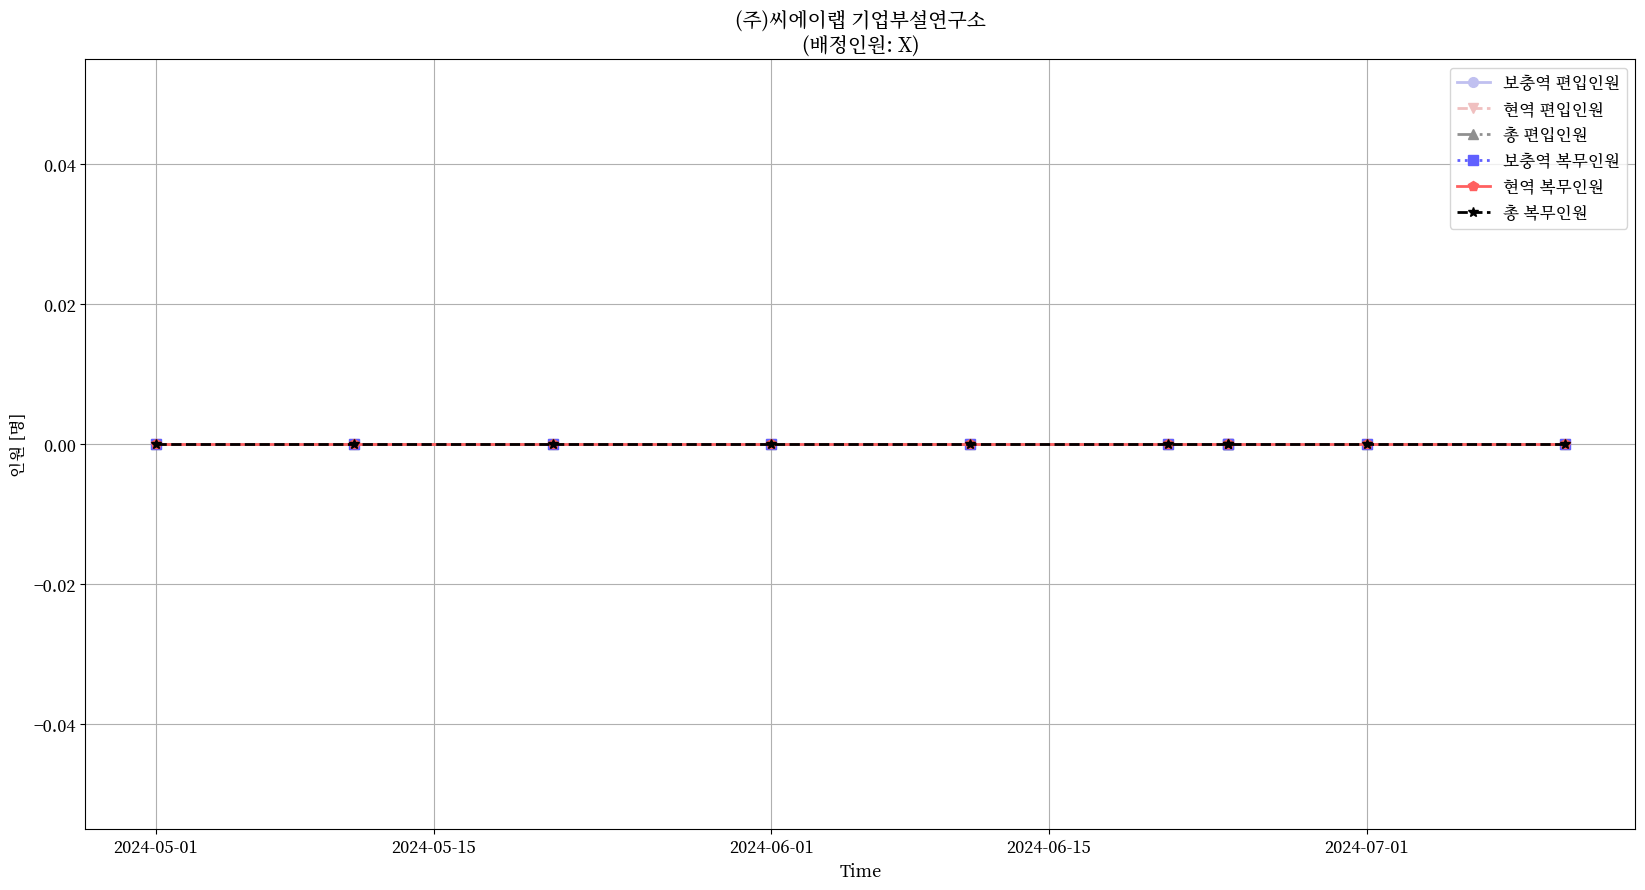 (주)씨에이랩 기업부설연구소
(배정인원: X)
보충역 편입인원
현역 편입인원
총 편입인원
보충역 복무인원
현역 복무인원
총 복무인원
인원 [명]
0.04
0.02
0.00
−0.02
−0.04
2024-05-01
2024-05-15
2024-06-01
2024-06-15
2024-07-01
Time